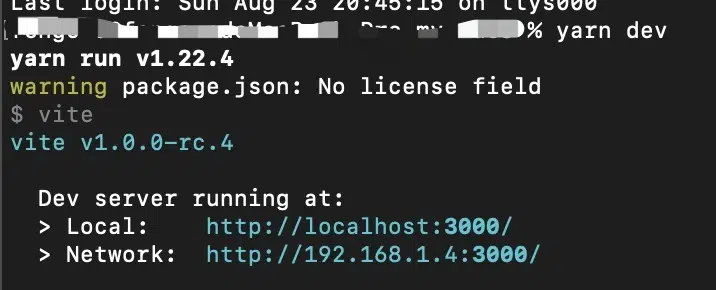 Last login: Sun Aug 23 20:45:15 on ttys000
% yarn dev
yarn run v1.22.4
warning package.json: No license field
$ vite
vite v1.0.0-rc.4
Dev server running at:
> Local: http://localhost:3000/
> Network: http://192.168.1.4:3000/